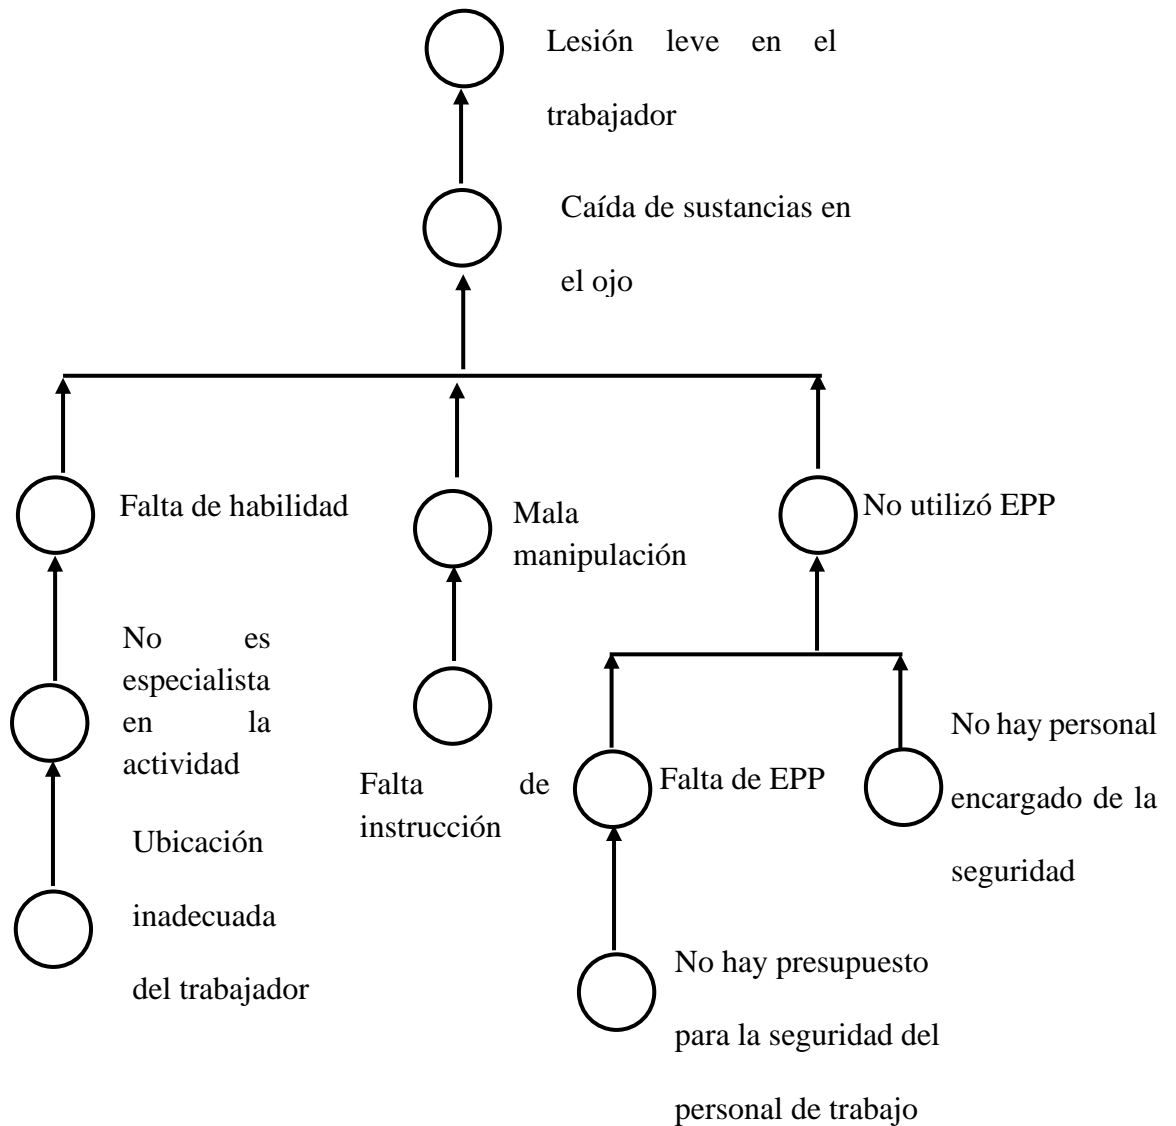 Lesión leve en el
trabajador
Caída de sustancias en
el ojo
Falta de habilidad
Mala
manipulación
No utilizó EPP
No es
especialista
en la
actividad
Falta de
instrucción
Falta de EPP
No hay personal
encargado de la
seguridad
Ubicación
inadecuada
del trabajador
No hay presupuesto
para la seguridad del
personal de trabajo